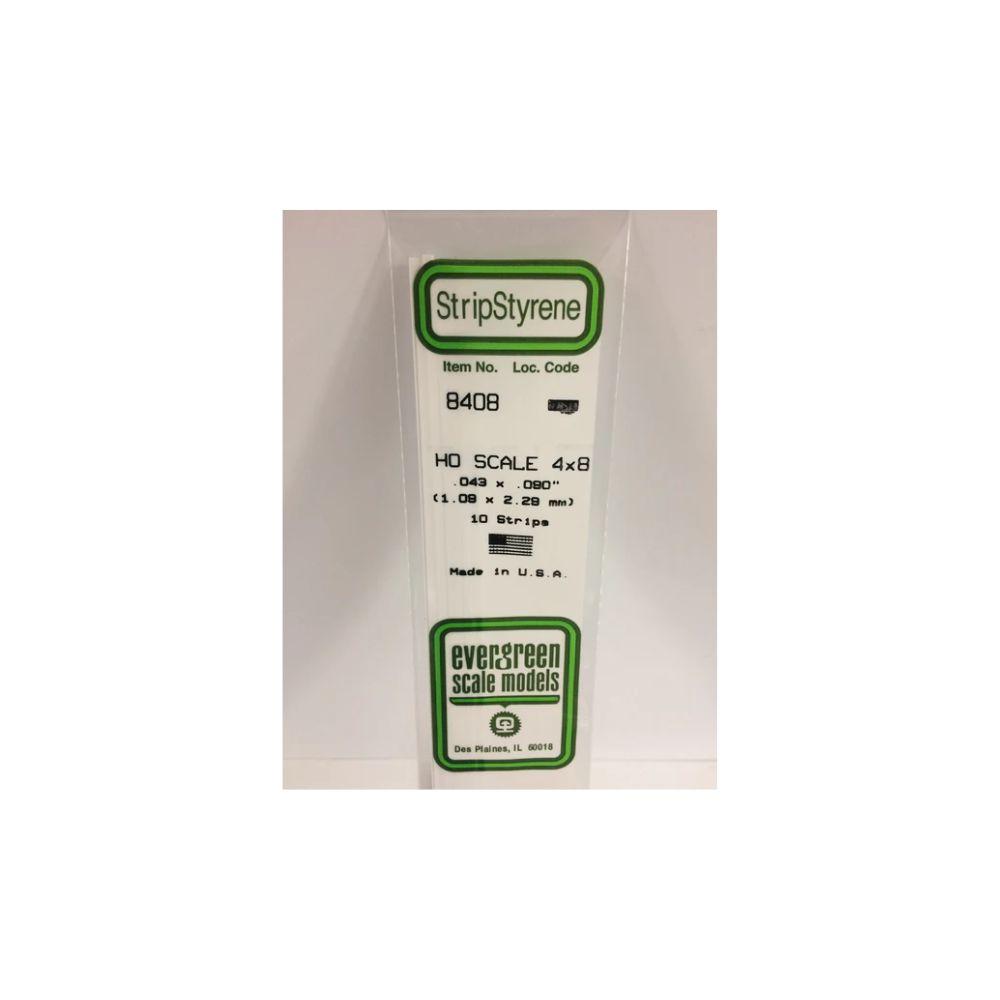 StripStyrene
Item No. Loc. Code
8408
HO SCALE 4x8
.043 x .090"
(1.09 x 2.29 mm)
10 Strips
Made in U.S.A.
evergreen
scale models
Des Plaines, IL 60018